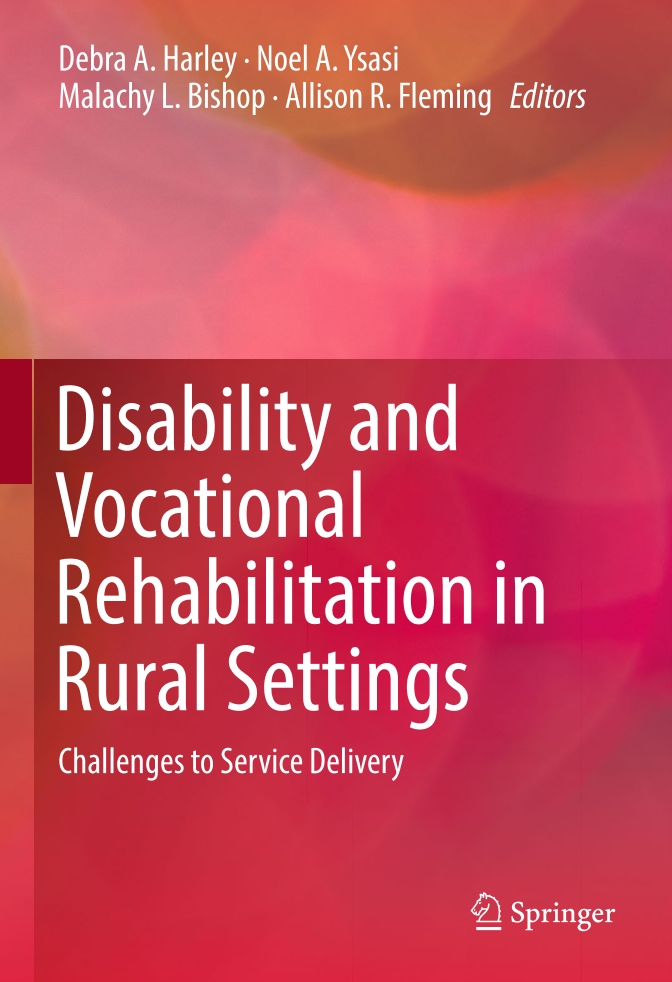 Debra A. Harley · Noel A. Ysasi
Malachy L. Bishop · Allison R. Fleming Editors
Disability and
Vocational
Rehabilitation in
Rural Settings
Challenges to Service Delivery
Springer